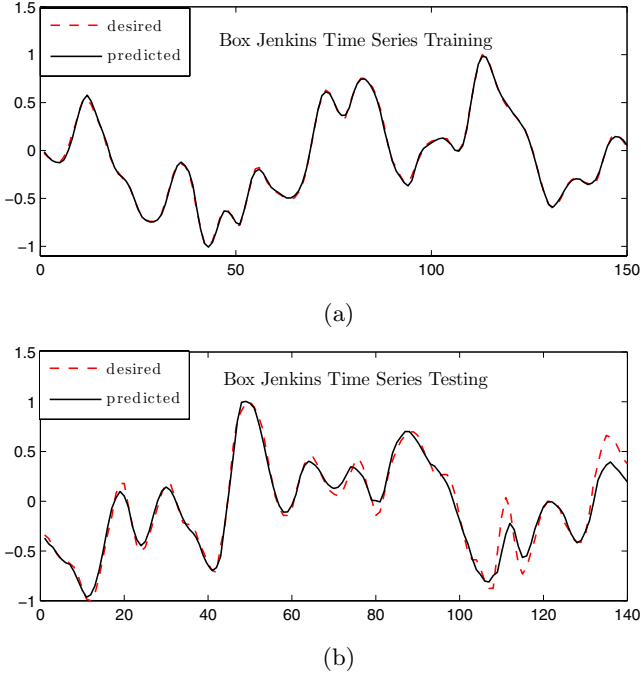 1.5
desired
predicted
Box Jenkins Time Series Training
1
0.5
0
−0.5
−1
0 50 100 150
(a)
1.5
desired
predicted
Box Jenkins Time Series Testing
1
0.5
0
−0.5
−1
0 20 40 60 80 100 120 140
(b)